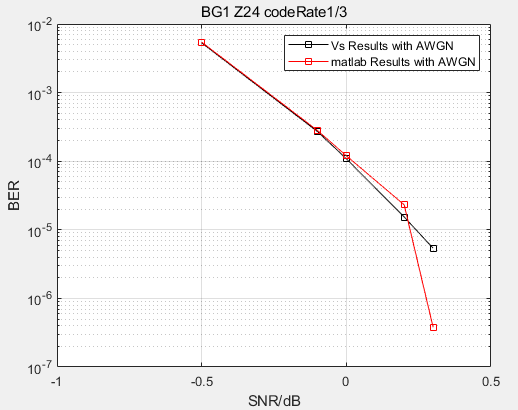 BG1 Z24 codeRate1/3
Vs Results with AWGN
matlab Results with AWGN
10-2
10-3
10-4
10-5
10-6
10-7
BER
-1
-0.5
0
0.5
SNR/dB